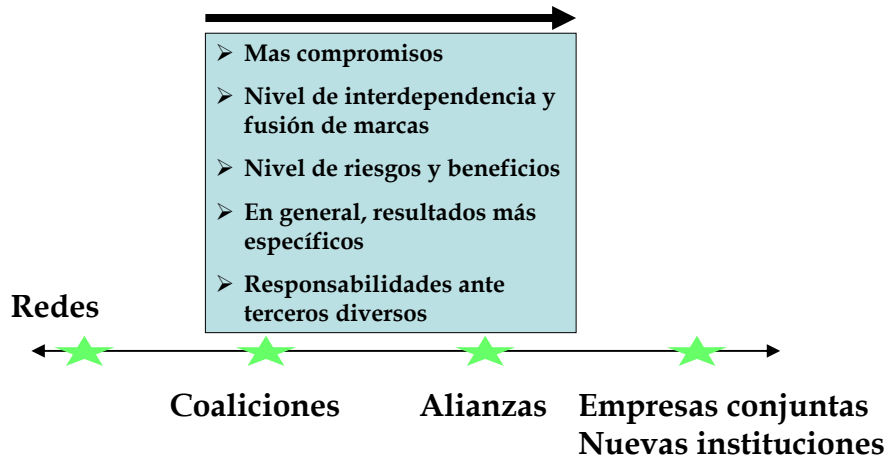 ➢ Mas compromisos
➢ Nivel de interdependencia y
fusión de marcas
➢ Nivel de riesgos y beneficios
➢ En general, resultados más
específicos
➢ Responsabilidades ante
terceros diversos
Redes
Coaliciones
Alianzas
Empresas conjuntas
Nuevas instituciones